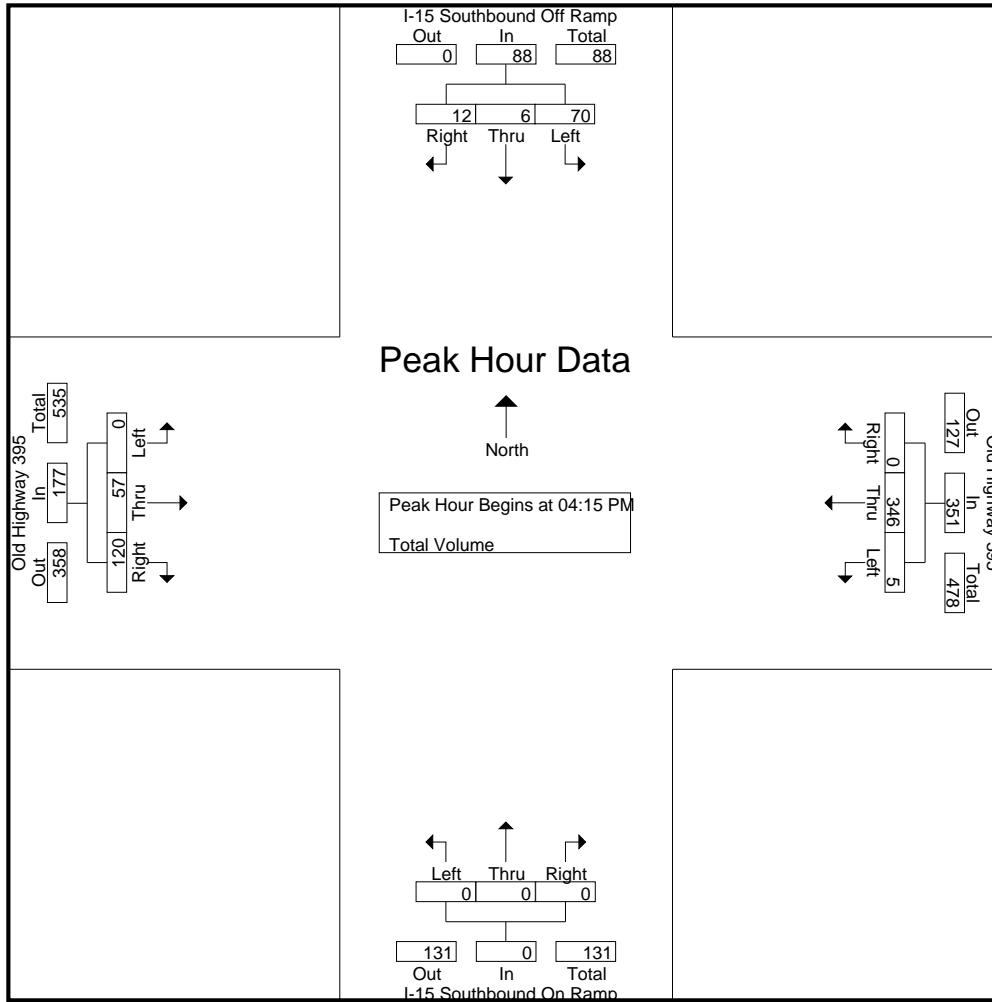 I-15 Southbound Off Ramp
Out In Total
0 88 88
12 6 70
Right Thru Left
Peak Hour Data
North
Peak Hour Begins at 04:15 PM
Total Volume
Old Highway 395
Out In Total
358 177 535
120 57 0
Right Thru Left
Old Highway 395
Out In Total
127 351 478
0 346 5
Right Thru Left
Left Thru Right
0 0 0
131 0 131
Out In Total
I-15 Southbound On Ramp